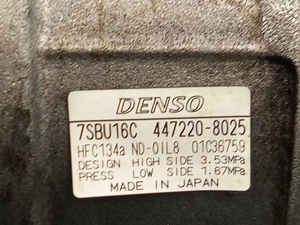 DENSO
7SBU16C 447220-8025
HFC134a ND-OIL8 01C36759
DESIGN HIGH SIDE 3.53MPa
PRESS LOW SIDE 1.67MPa
MADE IN JAPAN